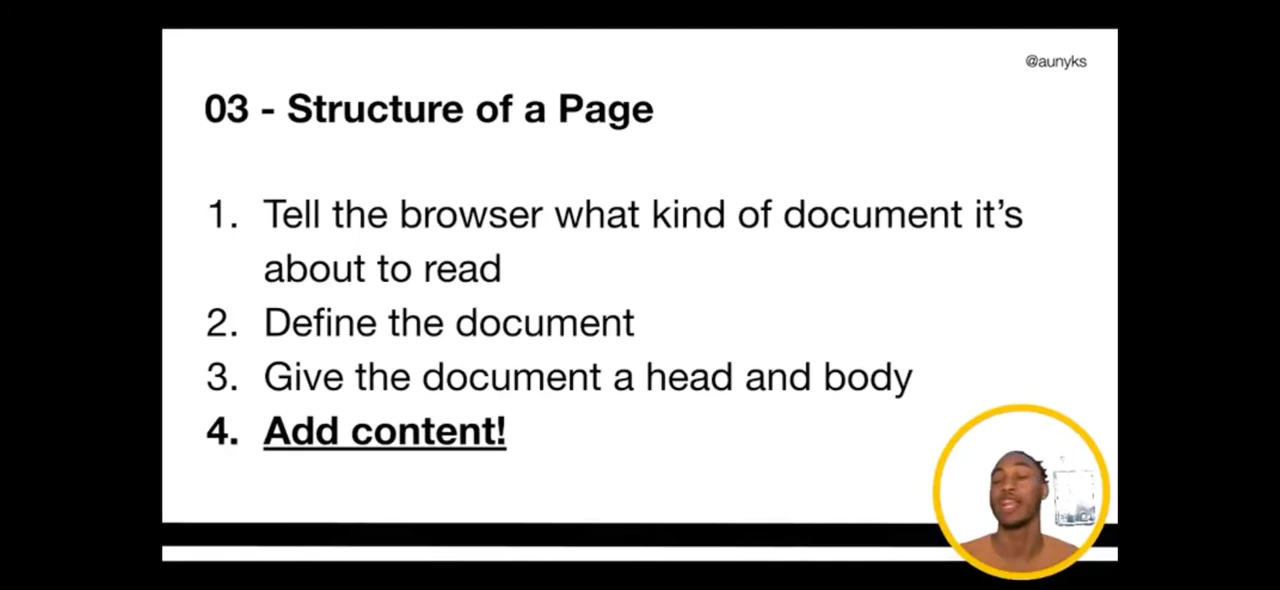 @aunyks
03 - Structure of a Page
1. Tell the browser what kind of document it’s
about to read
2. Define the document
3. Give the document a head and body
4. Add content!